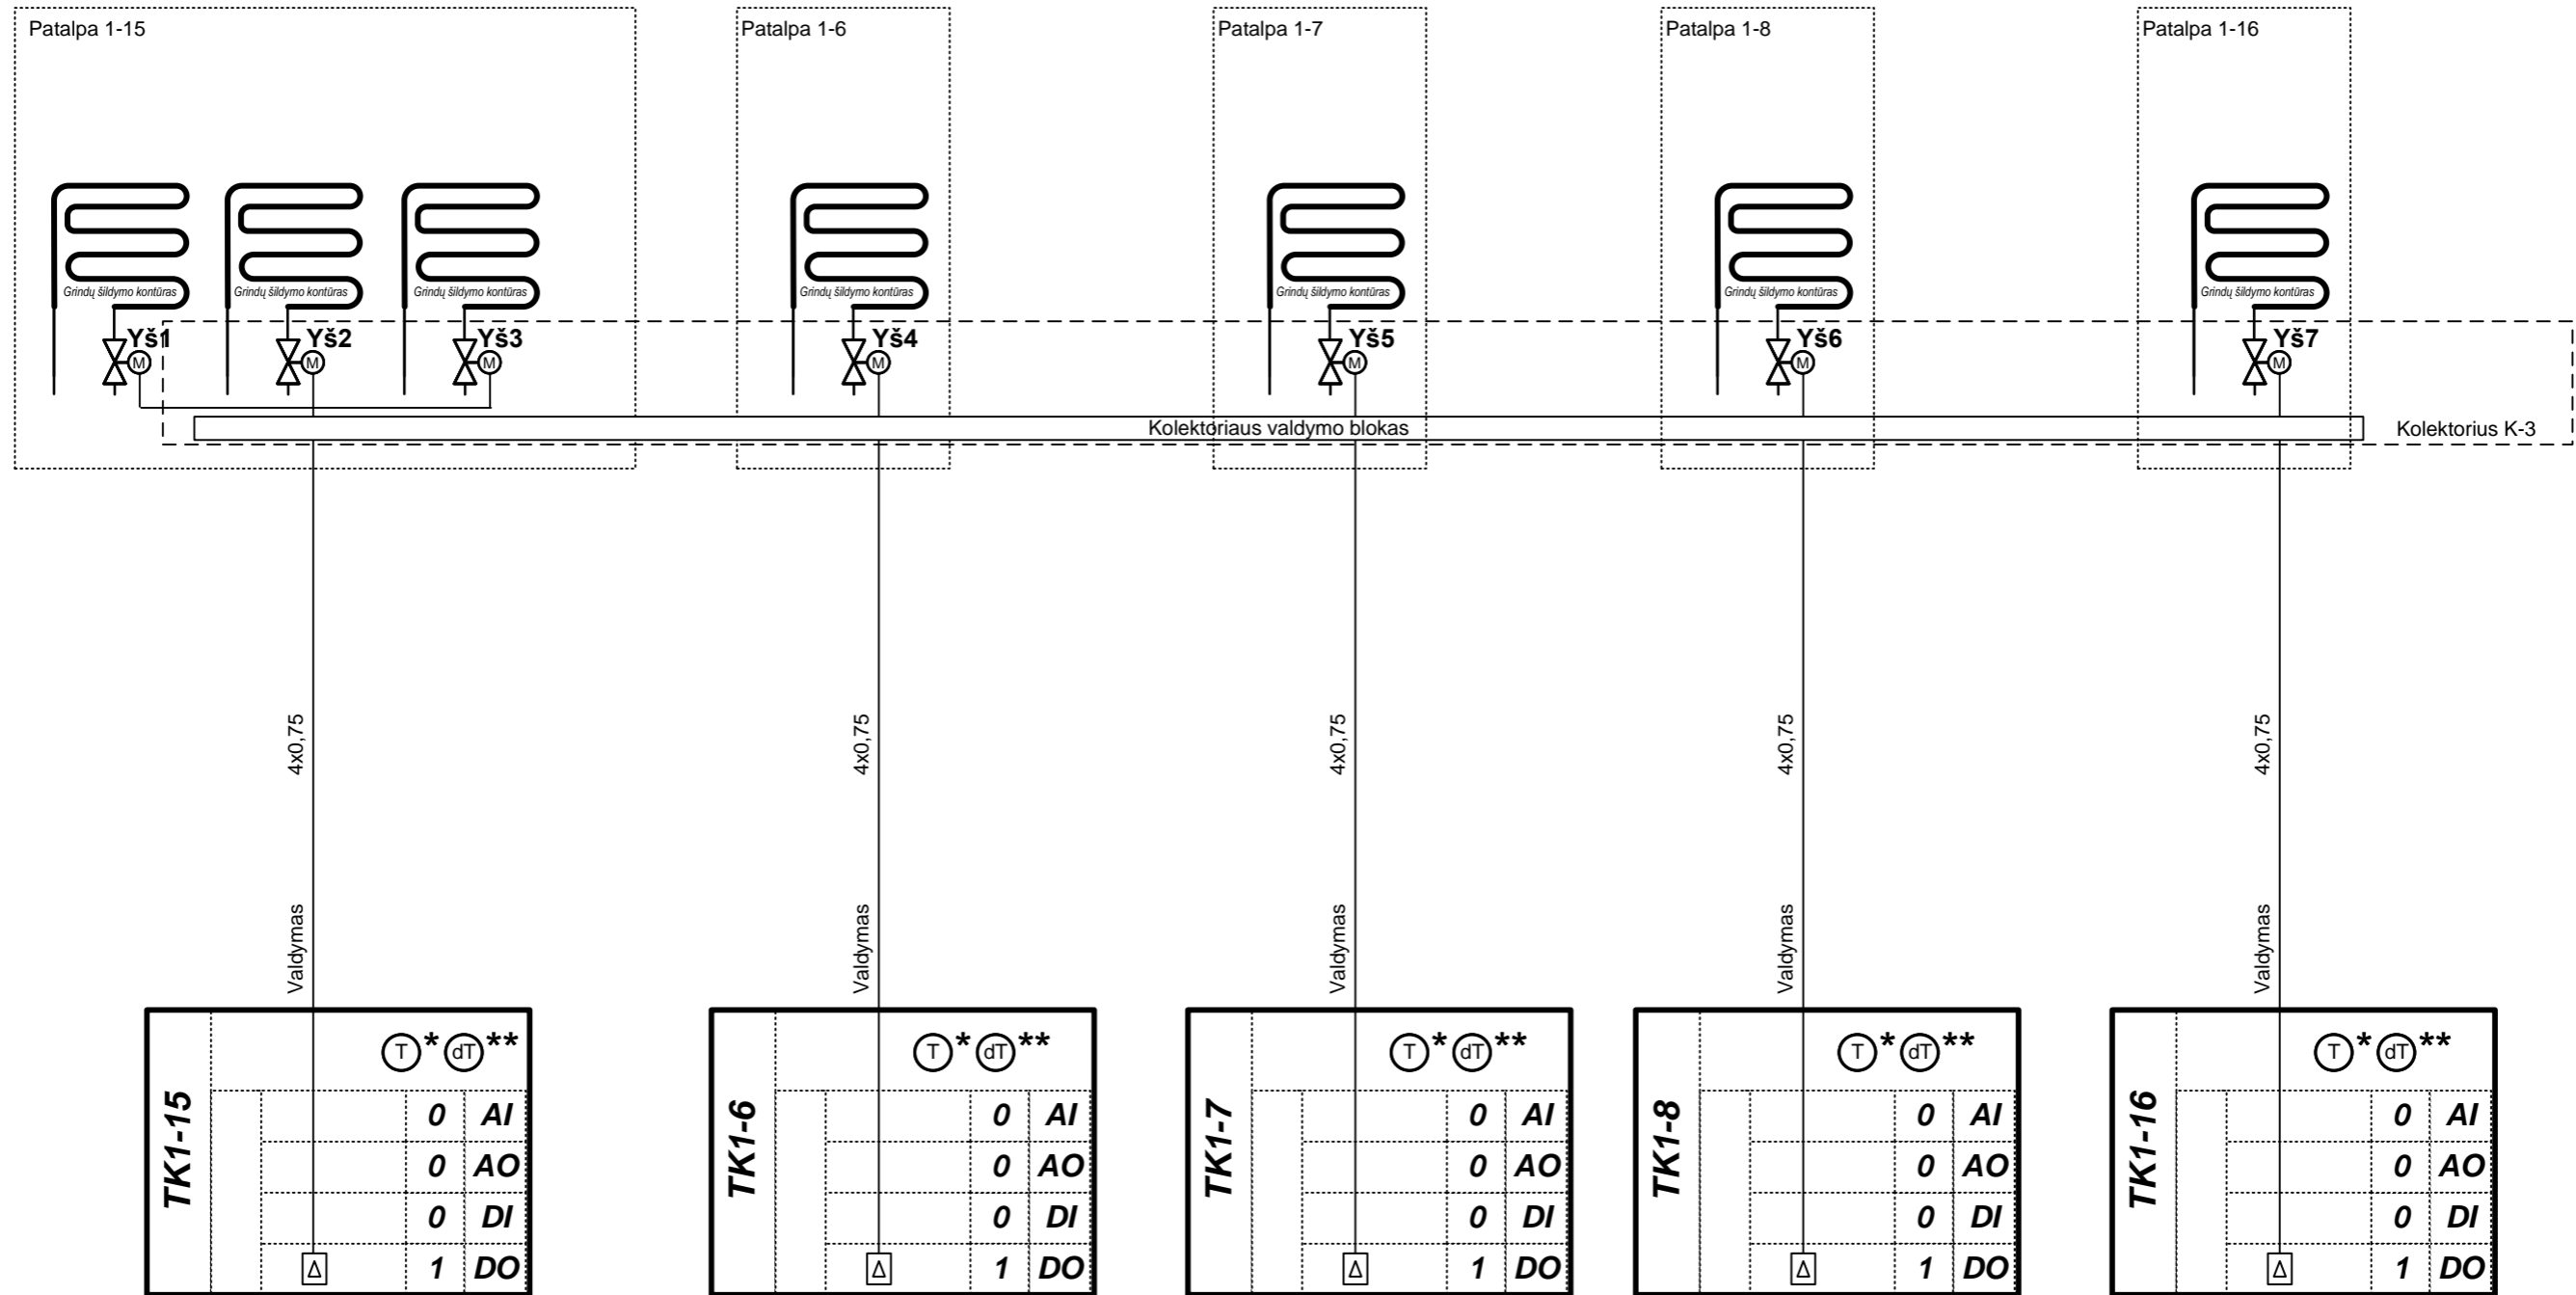 Patalpa 1-15
Patalpa 1-6
Patalpa 1-7
Patalpa 1-8
Patalpa 1-16
Grindų šildymo kontūras
Grindų šildymo kontūras
Grindų šildymo kontūras
Grindų šildymo kontūras
Grindų šildymo kontūras
Grindų šildymo kontūras
Grindų šildymo kontūras
Yš1
M
Yš2
M
Yš3
M
Yš4
M
Yš5
M
Yš6
M
Yš7
M
Kolektoriaus valdymo blokas
Kolektorius K-3
4x0,75
4x0,75
4x0,75
4x0,75
4x0,75
Valdymas
Valdymas
Valdymas
Valdymas
Valdymas
TK1-15
T * dT **
0 AI
0 AO
0 DI
Δ 1 DO
TK1-6
T * dT **
0 AI
0 AO
0 DI
Δ 1 DO
TK1-7
T * dT **
0 AI
0 AO
0 DI
Δ 1 DO
TK1-8
T * dT **
0 AI
0 AO
0 DI
Δ 1 DO
TK1-16
T * dT **
0 AI
0 AO
0 DI
Δ 1 DO